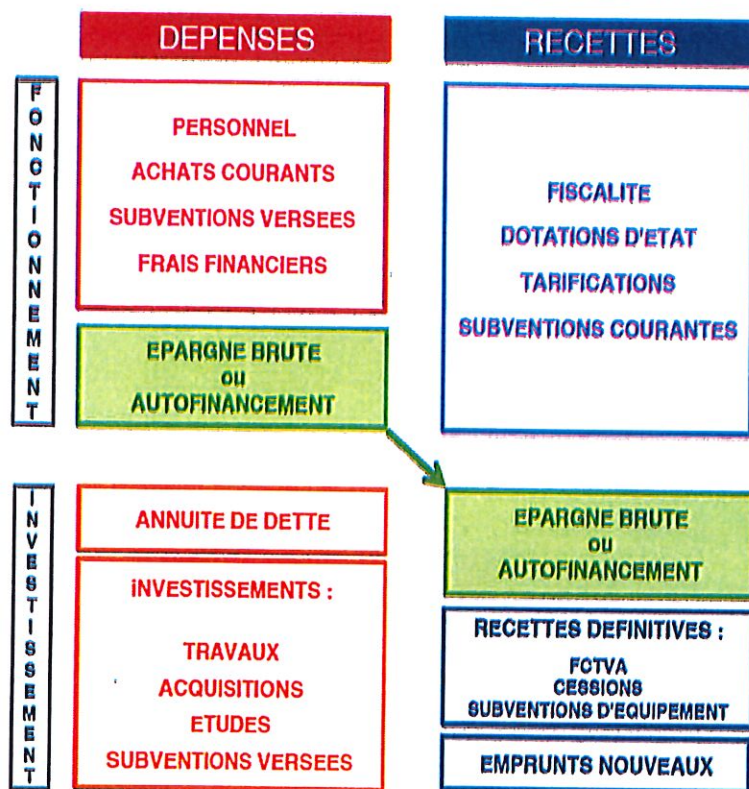 DEPENSES
RECETTES
FONCTIONNEMENT
PERSONNEL
ACHATS COURANTS
SUBVENTIONS VERSEES
FRAIS FINANCIERS
FISCALITE
DOTATIONS D'ETAT
TARIFICATIONS
SUBVENTIONS COURANTES
EPARGNE BRUTE
ou
AUTOFINANCEMENT
INVESTISSEMENT
ANNUITE DE DETTE
INVESTISSEMENTS :
TRAVAUX
ACQUISITIONS
ETUDES
SUBVENTIONS VERSEES
EPARGNE BRUTE
ou
AUTOFINANCEMENT
RECETTES DEFINITIVES :
FCTVA
CESSIONS
SUBVENTIONS D'EQUIPEMENT
EMPRUNTS NOUVEAUX